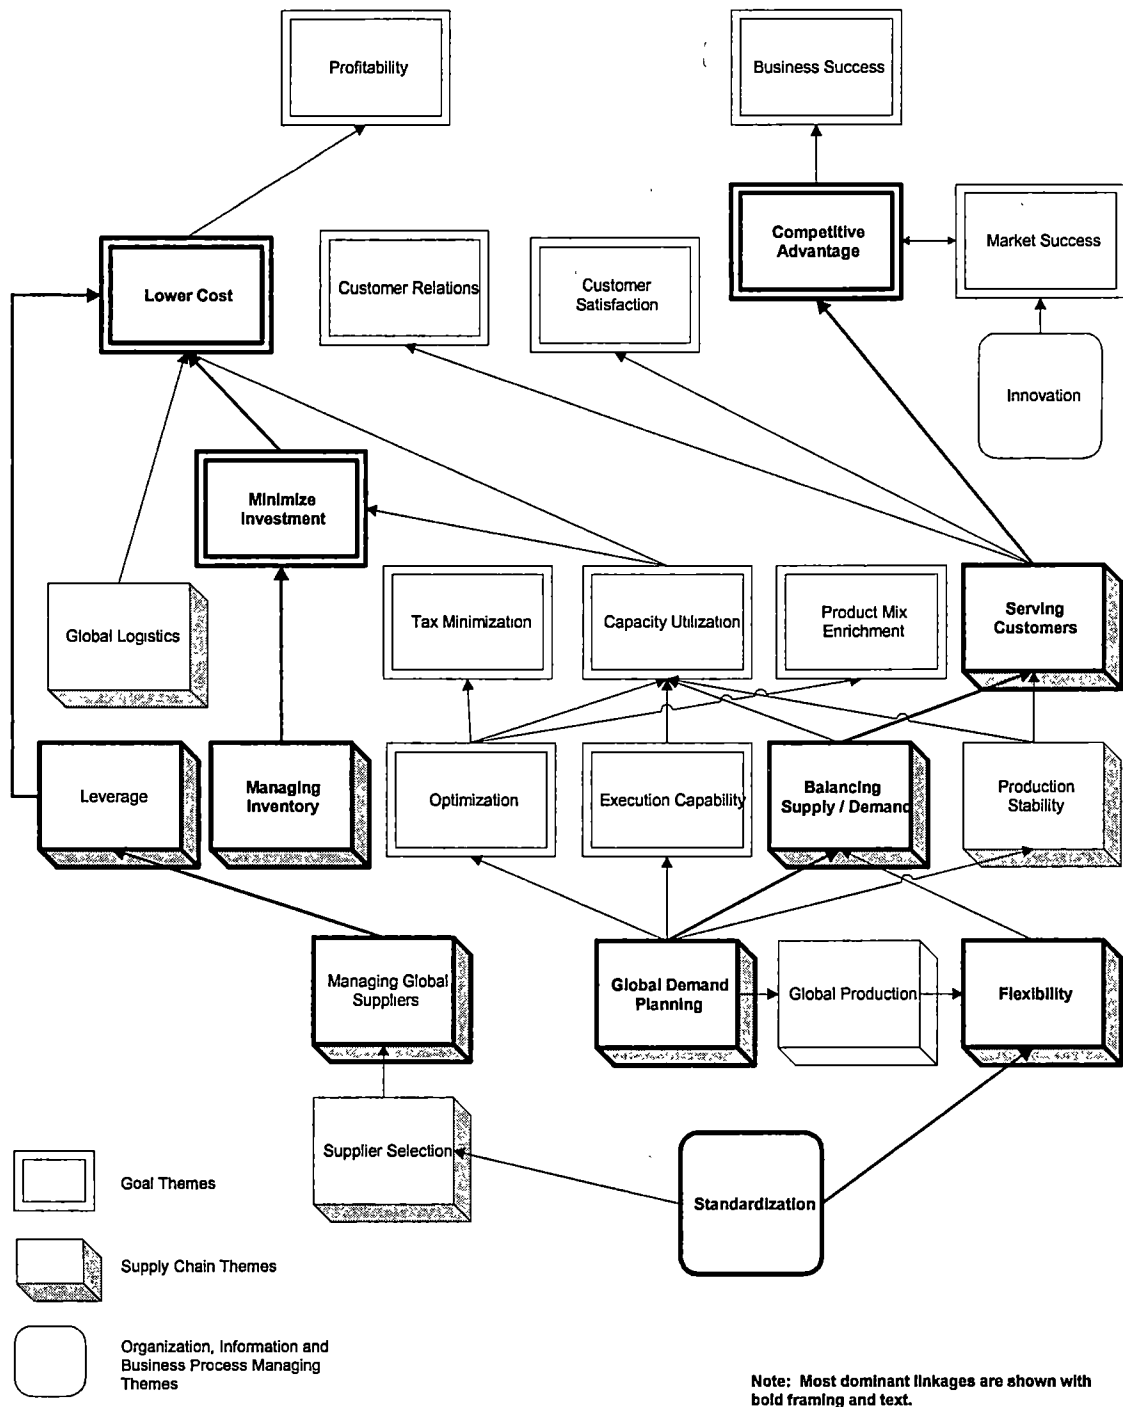 Profitability
Business Success
Competitive
Advantage
Market Success
Lower Cost
Customer Relations
Customer
Satisfaction
Innovation
Minimize
Investment
Global Logistics
Tax Minimization
Capacity Utilization
Product Mix
Enrichment
Serving
Customers
Leverage
Managing
Inventory
Optimization
Execution Capability
Balancing
Supply / Demand
Production
Stability
Managing Global
Suppliers
Global Demand
Planning
Global Production
Flexibility
Supplier Selection
Standardization
Goal Themes
Supply Chain Themes
Organization, Information and
Business Process Managing
Themes
Note: Most dominant linkages are shown with
bold framing and text.